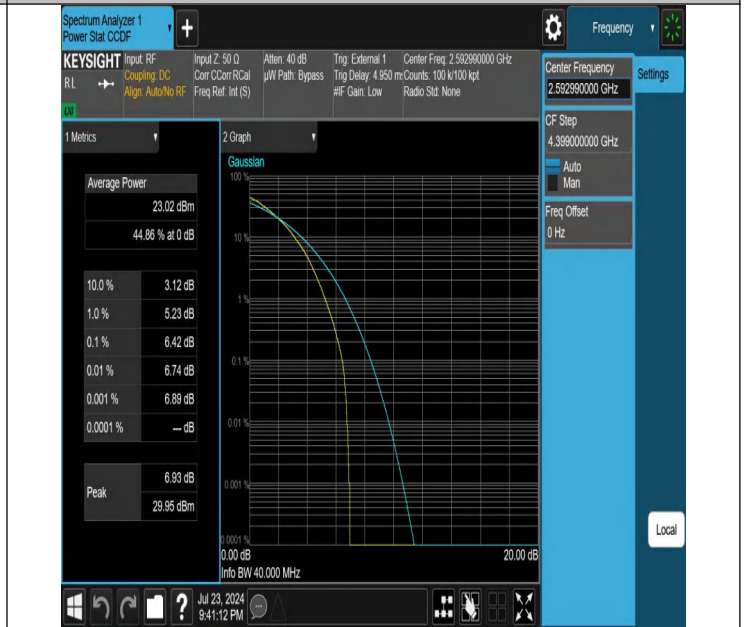 Spectrum Analyzer 1
Power Stat CCDF
+
Frequency
KEYSIGHT
RL
Input: RF
Coupling: DC
Align: Auto/No RF
Input Z: 50 Ω
Corr CCorr RCal
Freq Ref: Int (S)
Atten: 40 dB
µW Path: Bypass
Trig: External 1
Trig Delay: 4.950 ms
#IF Gain: Low
Center Freq: 2.592990000 GHz
Counts: 100 k/100 kpt
Radio Std: None
Center Frequency
2.592990000 GHz
Settings
CF Step
4.399000000 GHz
Auto
Man
Freq Offset
0 Hz
1 Metrics
Average Power
23.02 dBm
44.86 % at 0 dB
10.0 % 3.12 dB
1.0 % 5.23 dB
0.1 % 6.42 dB
0.01 % 6.74 dB
0.001 % 6.89 dB
0.0001 % --- dB
Peak
6.93 dB
29.95 dBm
2 Graph
Gaussian
100 %
10 %
1 %
0.1 %
0.01 %
0.001 %
0.0001 %
0.00 dB
20.00 dB
Info BW 40.000 MHz
Local
?
Jul 23, 2024
9:41:12 PM